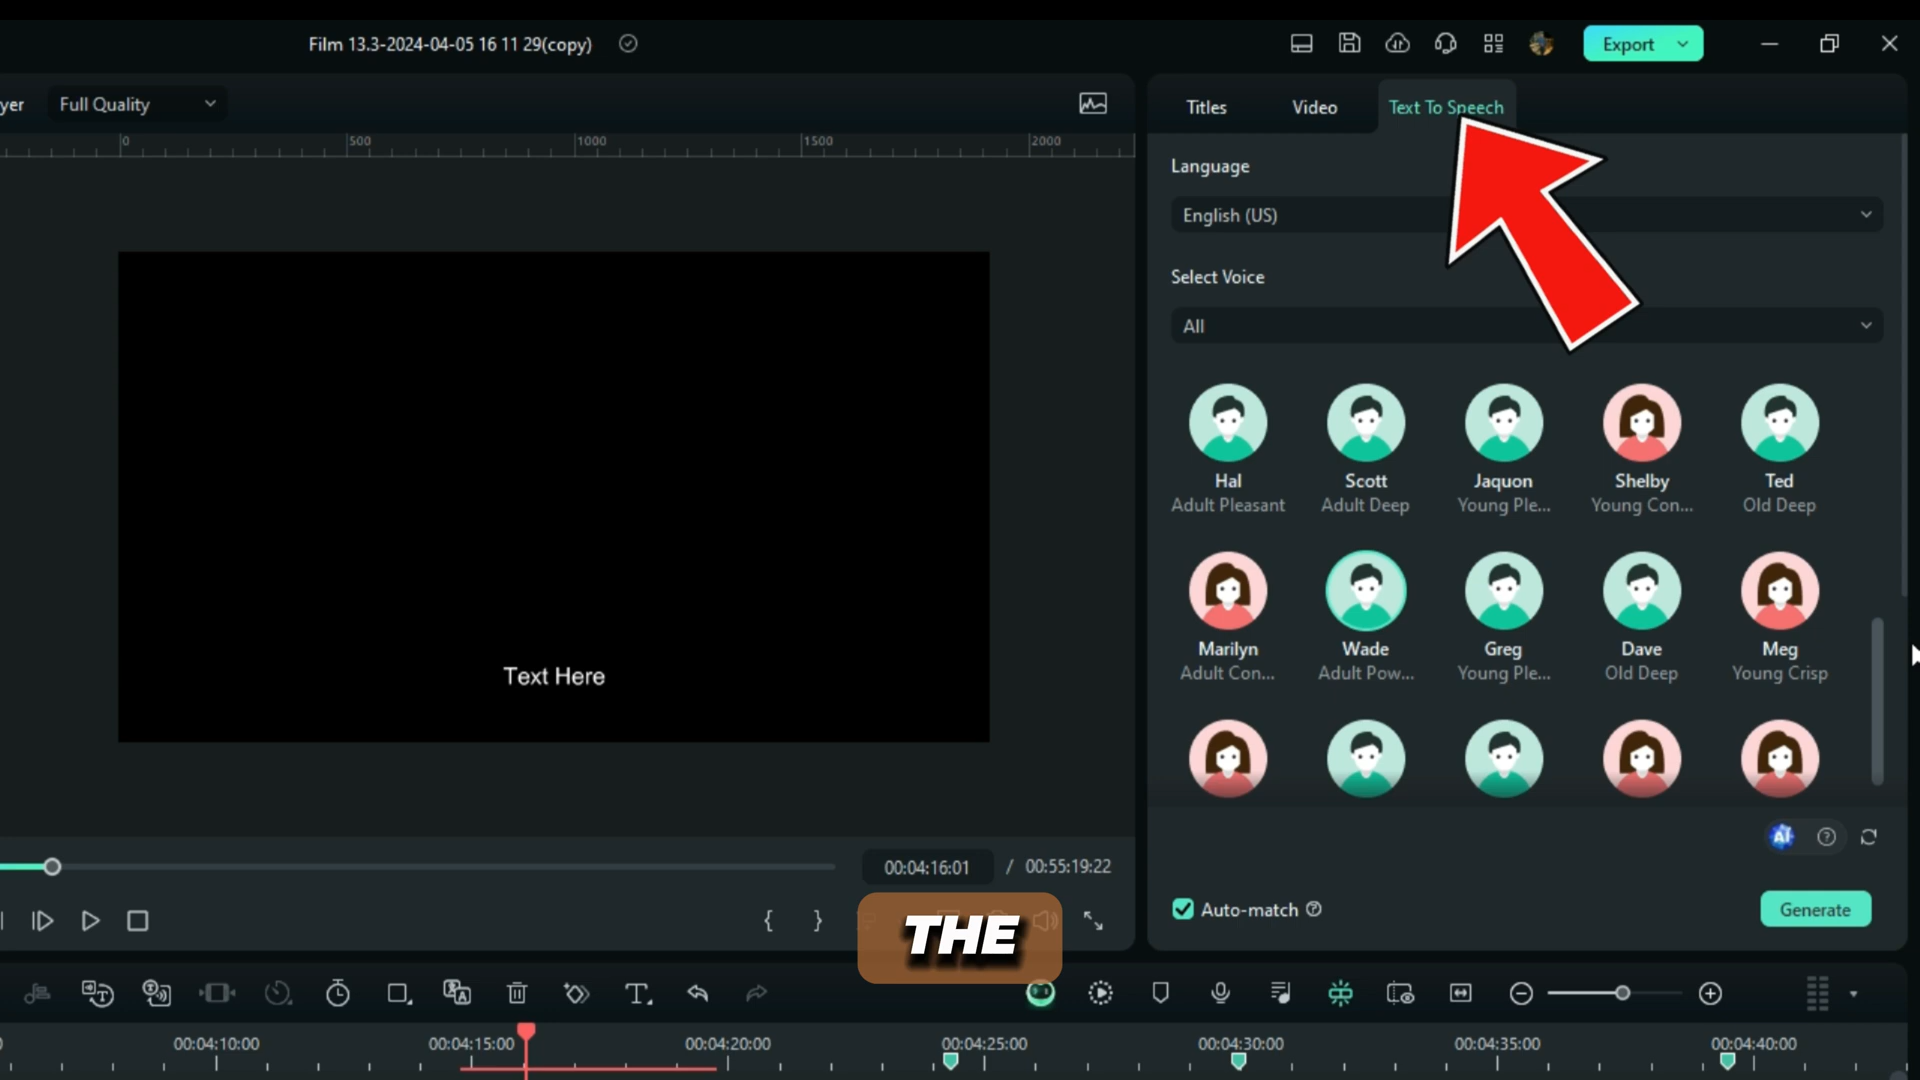 Film 13.3-2024-04-05 16 11 29(copy)
Export
yer
Full Quality
Titles
Video
Text To Speech
0
500
1000
1500
2000
Language
English (US)
Select Voice
All
Hal
Scott
Jaquon
Shelby
Ted
Adult Pleasant
Adult Deep
Young Ple...
Young Con...
Old Deep
Marilyn
Wade
Greg
Dave
Meg
Adult Con...
Adult Pow...
Young Ple...
Old Deep
Young Crisp
Text Here
AI
00:04:16:01 / 00:55:19:22
Auto-match
Generate
{ }
THE
00:04:10:00
00:04:15:00
00:04:20:00
00:04:25:00
00:04:30:00
00:04:35:00
00:04:40:00